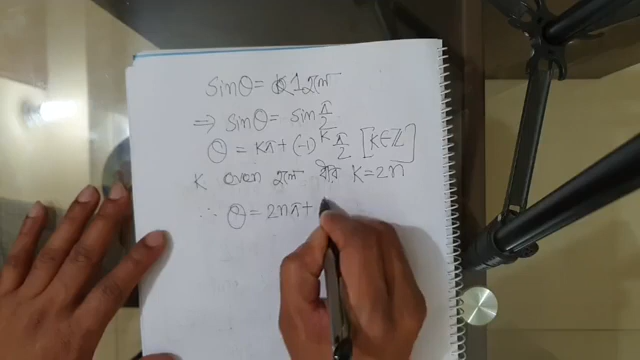 Sinθ = 1 হলে
⇒ sinθ = sin π/2
θ = kπ + (-1)^k π/2 [k∈ℤ]
K even হলে ধরি K = 2n
∴ θ = 2nπ +